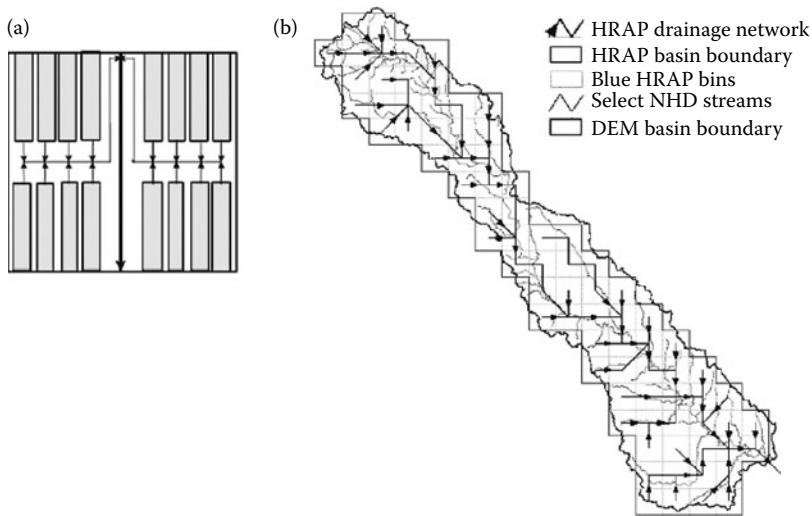 (a)
(b)
HRAP drainage network
HRAP basin boundary
Blue HRAP bins
Select NHD streams
DEM basin boundary